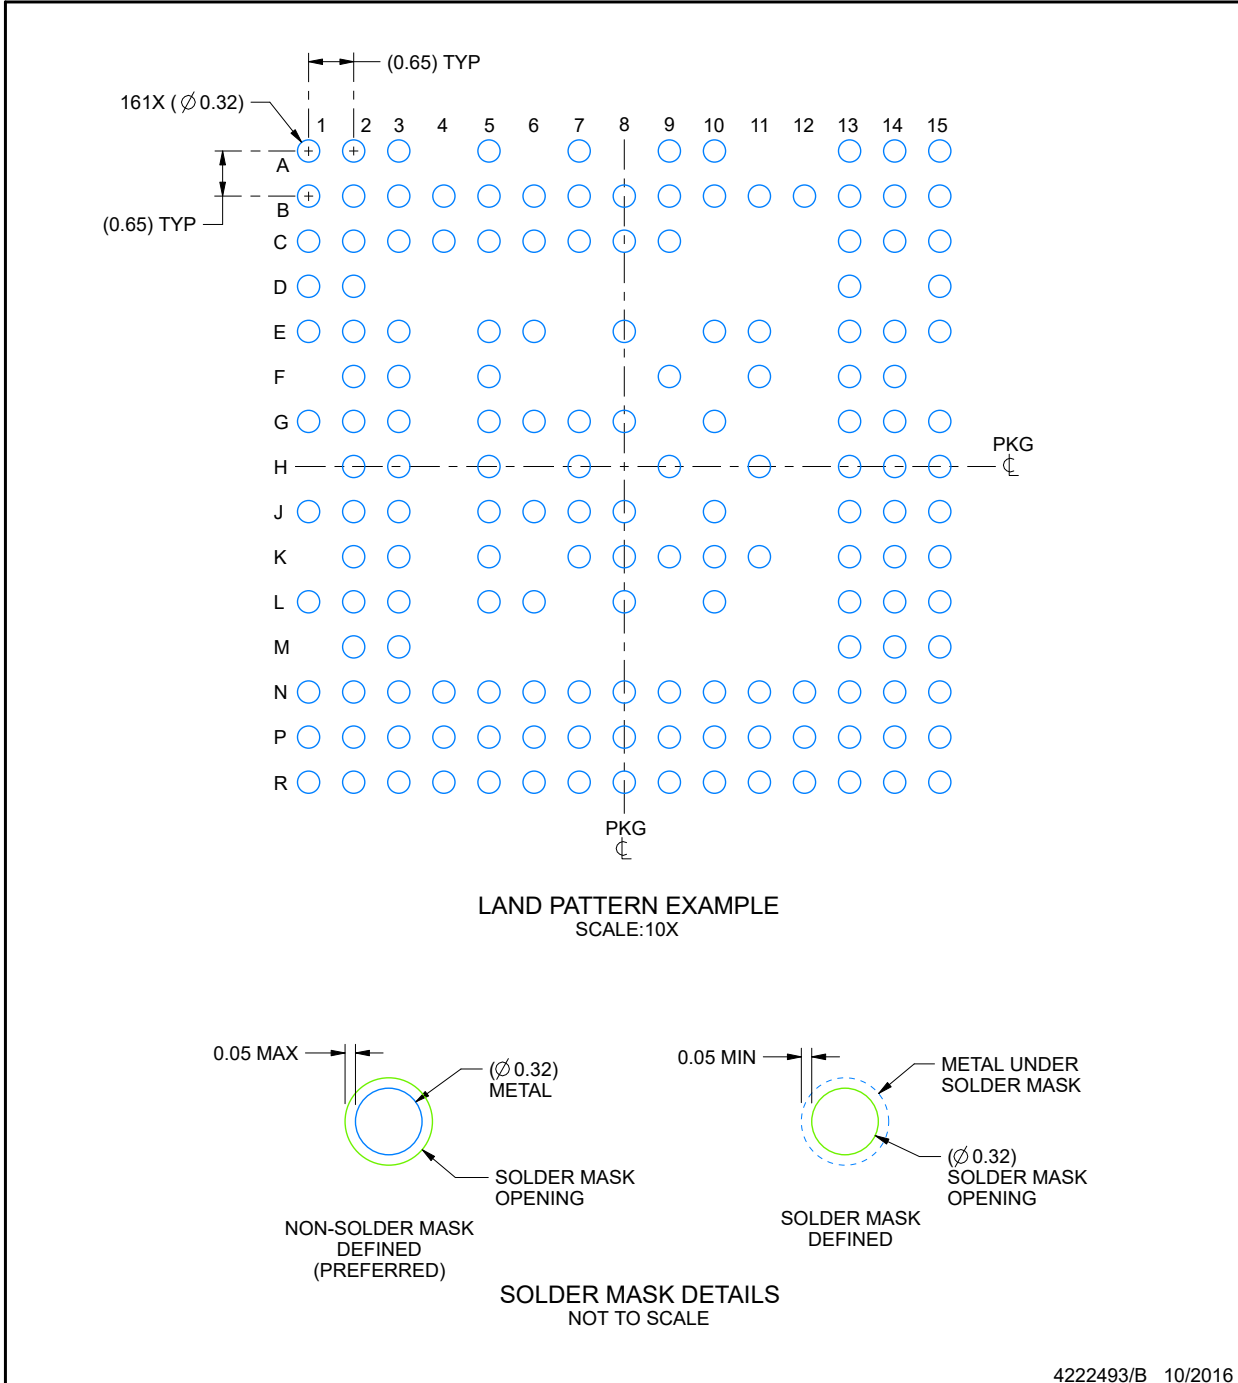 (0.65) TYP
161X (∅0.32)
1 2 3 4 5 6 7 8 9 10 11 12 13 14 15
A
B
(0.65) TYP
C
D
E
F
G
PKG
H
J
K
L
M
N
P
R
PKG
LAND PATTERN EXAMPLE
SCALE:10X
0.05 MAX
(∅0.32)
METAL
SOLDER MASK
OPENING
NON-SOLDER MASK
DEFINED
(PREFERRED)
0.05 MIN
METAL UNDER
SOLDER MASK
(∅0.32)
SOLDER MASK
OPENING
SOLDER MASK
DEFINED
SOLDER MASK DETAILS
NOT TO SCALE
4222493/B 10/2016